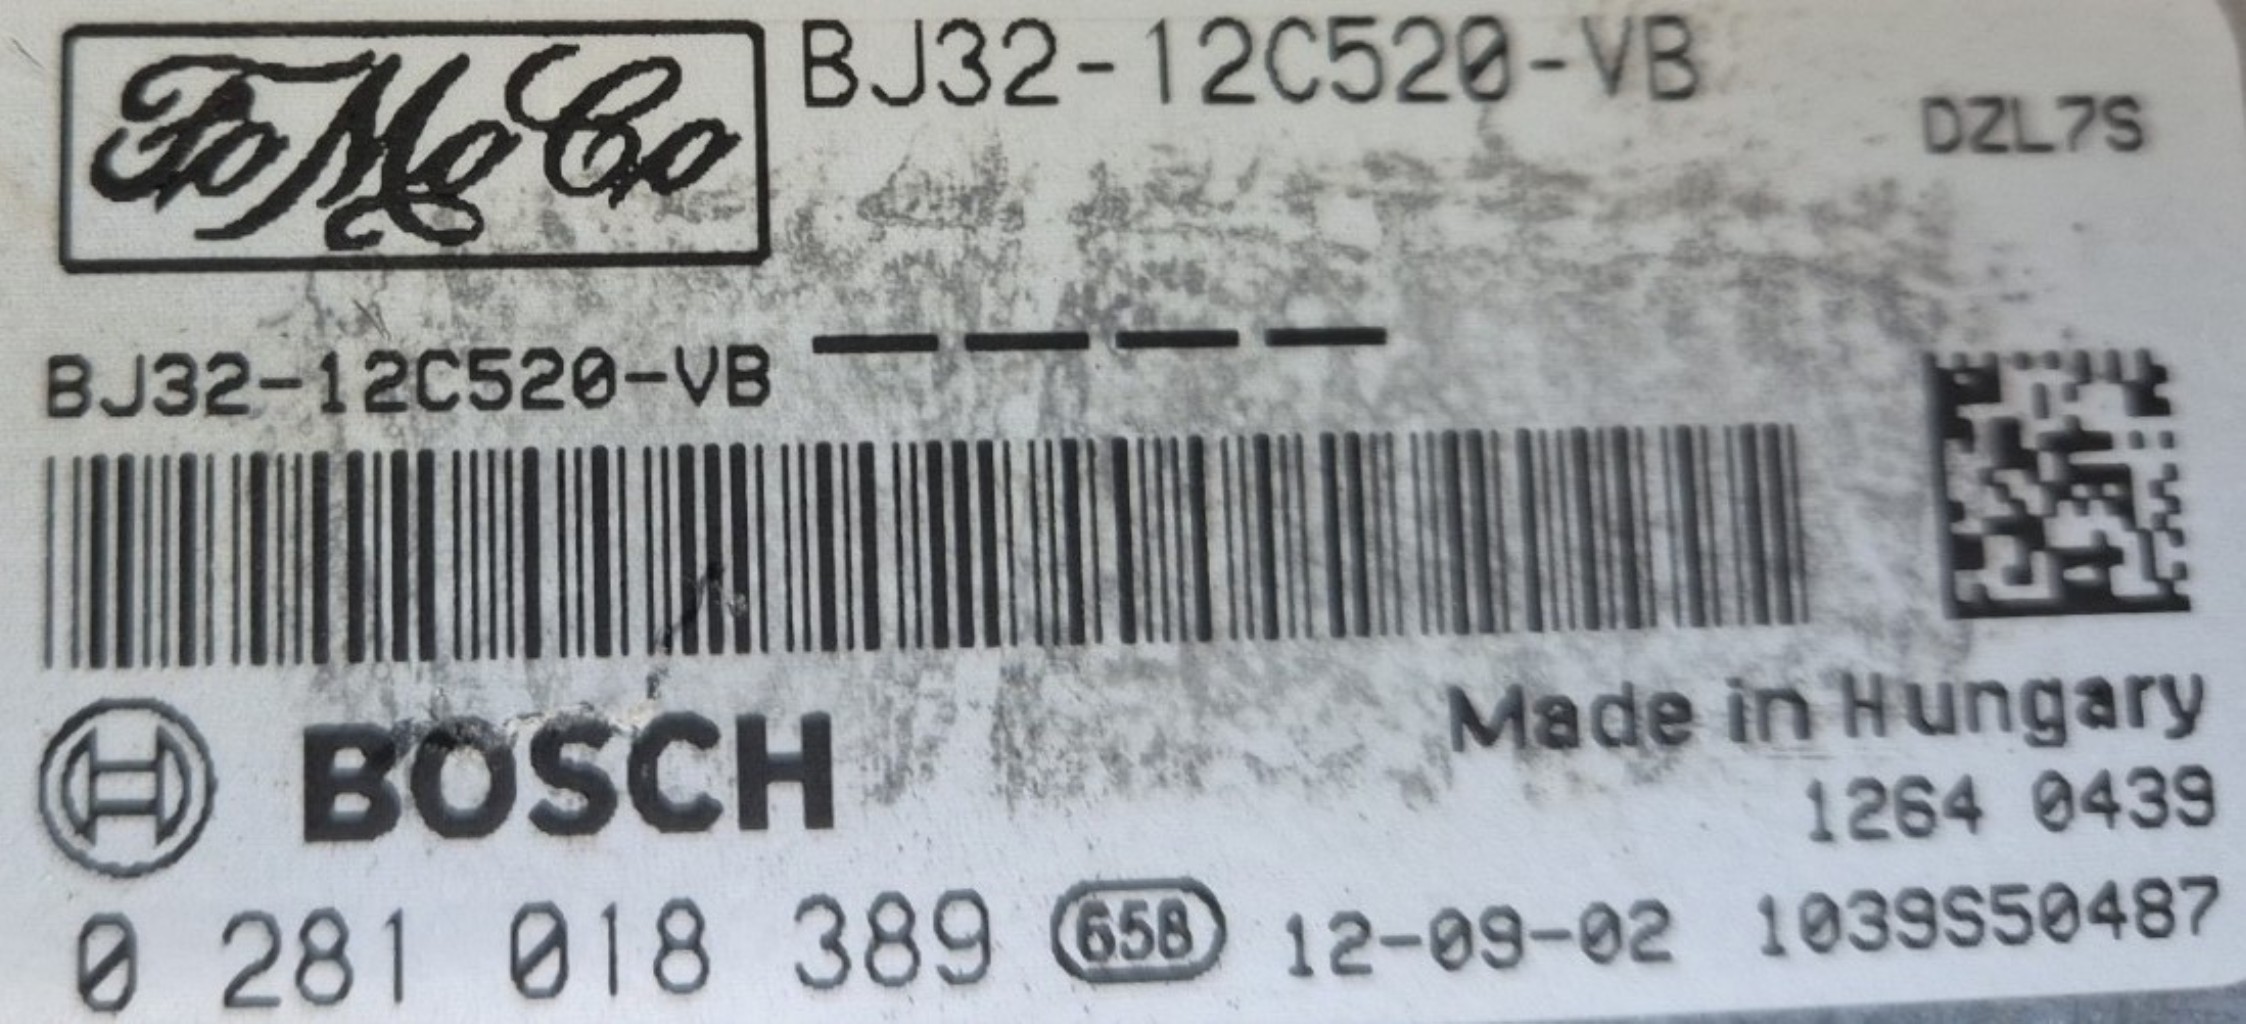 FoMoCo
BJ32-12C520-VB
DZL7S
BJ32-12C520-VB
BOSCH
Made in Hungary
1264 0439
0 281 018 389 658 12-09-02 1039S50487